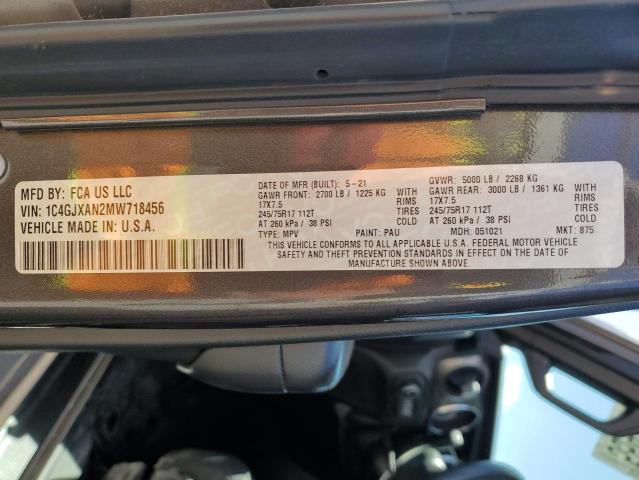 MFD BY: FCA US LLC
VIN: 1C4GJXAN2MW718456
VEHICLE MADE IN: U.S.A.
DATE OF MFR (BUILT): 5-21 GVWR: 5000 LB / 2268 KG
GAWR FRONT: 2700 LB / 1225 KG WITH GAWR REAR: 3000 LB / 1361 KG WITH
17X7.5 RIMS 17X7.5 RIMS
245/75R17 112T TIRES 245/75R17 112T TIRES
AT 260 kPa / 38 PSI COLD AT 260 kPa / 38 PSI COLD
TYPE: MPV PAINT: PAU MDH: 051021 MKT: 875
THIS VEHICLE CONFORMS TO ALL APPLICABLE U.S.A. FEDERAL MOTOR VEHICLE
SAFETY AND THEFT PREVENTION STANDARDS IN EFFECT ON THE DATE OF
MANUFACTURE SHOWN ABOVE.